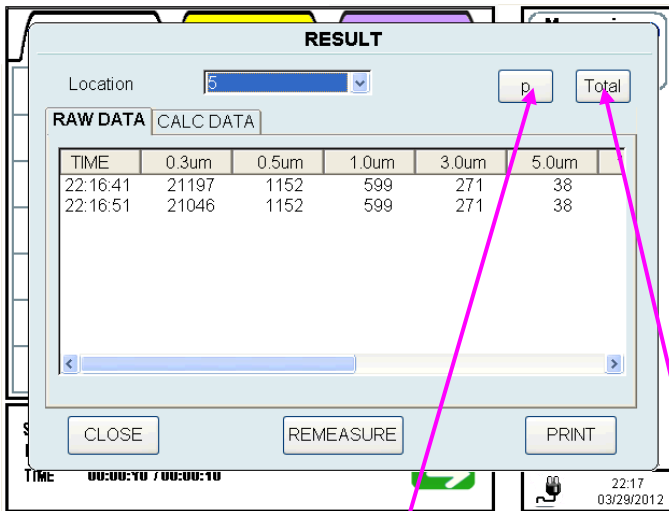 RESULT
Location 5 p Total
RAW DATA CALC DATA
TIME 0.3um 0.5um 1.0um 3.0um 5.0um
22:16:41 21197 1152 599 271 38
22:16:51 21046 1152 599 271 38
CLOSE REMEASURE PRINT
TIME 00:00:10 / 00:00:10
22:17
03/29/2012